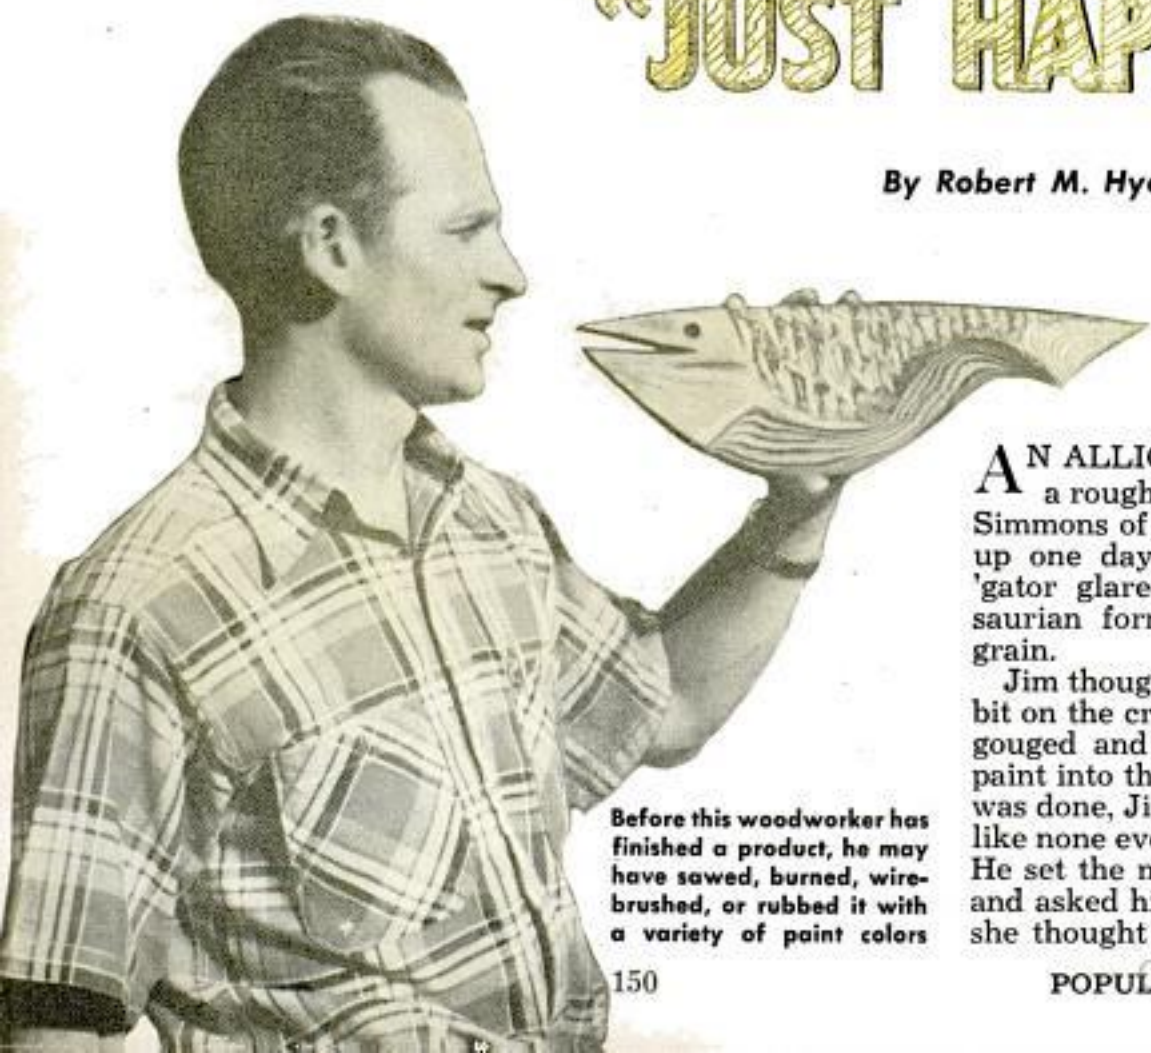 "JUST HAP
By Robert M. Hyd
AN ALLIG
a rough
Simmons of
up one day
'gator glare
saurian forn
grain.
Jim thoug
bit on the cr
gouged and
paint into th
was done, Ji
like none eve
He set the n
and asked hi
she thought
Before this woodworker has
finished a product, he may
have sawed, burned, wire-
brushed, or rubbed it with
a variety of paint colors
150
POPUL